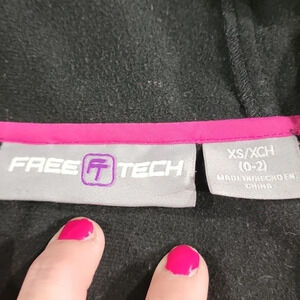 FREE FT TECH
XS/XCH
(0-2)
MADE IN/HECHO EN
CHINA